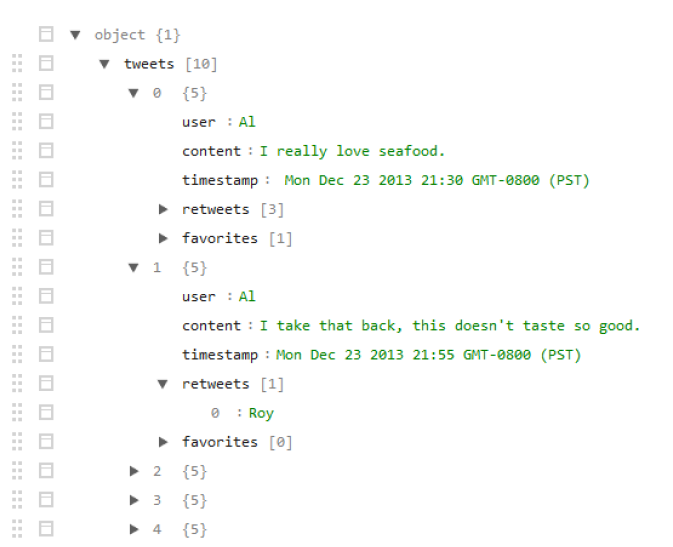 object {1}
tweets [10]
0 {5}
user : Al
content : I really love seafood.
timestamp : Mon Dec 23 2013 21:30 GMT-0800 (PST)
retweets [3]
favorites [1]
1 {5}
user : Al
content : I take that back, this doesn't taste so good.
timestamp : Mon Dec 23 2013 21:55 GMT-0800 (PST)
retweets [1]
0 : Roy
favorites [0]
2 {5}
3 {5}
4 {5}